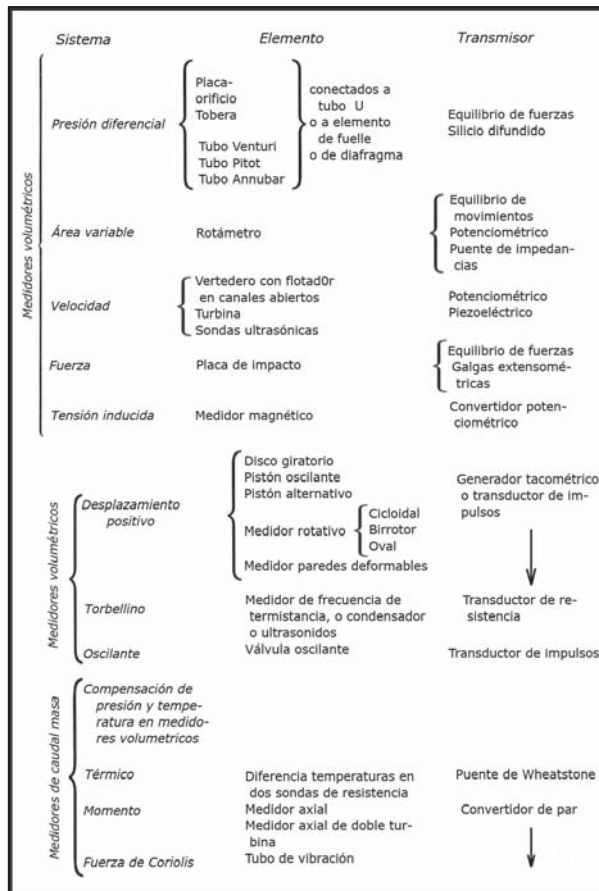 Sistema Elemento Transmisor
Medidores volumétricos
Presión diferencial
Placa-
orificio
Tobera
Tubo Venturi
Tubo Pitot
Tubo Annubar
conectados a
tubo U
o a elemento
de fuelle
o de diafragma
Equilibrio de fuerzas
Silicio difundido
Área variable
Rotámetro
Equilibrio de
movimientos
Potenciométrico
Puente de impedan-
cias
Velocidad
Vertedero con flotad0r
en canales abiertos
Turbina
Sondas ultrasónicas
Potenciométrico
Piezoeléctrico
Fuerza
Placa de impacto
Equilibrio de fuerzas
Galgas extensomé-
tricas
Tensión inducida
Medidor magnético
Convertidor poten-
ciométrico
Medidores volumétricos
Desplazamiento
positivo
Disco giratorio
Pistón oscilante
Pistón alternativo
Medidor rotativo
Cicloidal
Birrotor
Oval
Medidor paredes deformables
Generador tacométrico
o transductor de im-
pulsos
Torbellino
Medidor de frecuencia de
termistancia, o condensador
o ultrasonidos
Transductor de re-
sistencia
Oscilante
Válvula oscilante
Transductor de impulsos
Medidores de caudal masa
Compensación de
presión y tempe-
ratura en medido-
res volumetricos
Térmico
Diferencia temperaturas en
dos sondas de resistencia
Puente de Wheatstone
Momento
Medidor axial
Medidor axial de doble tur-
bina
Convertidor de par
Fuerza de Coriolis
Tubo de vibración